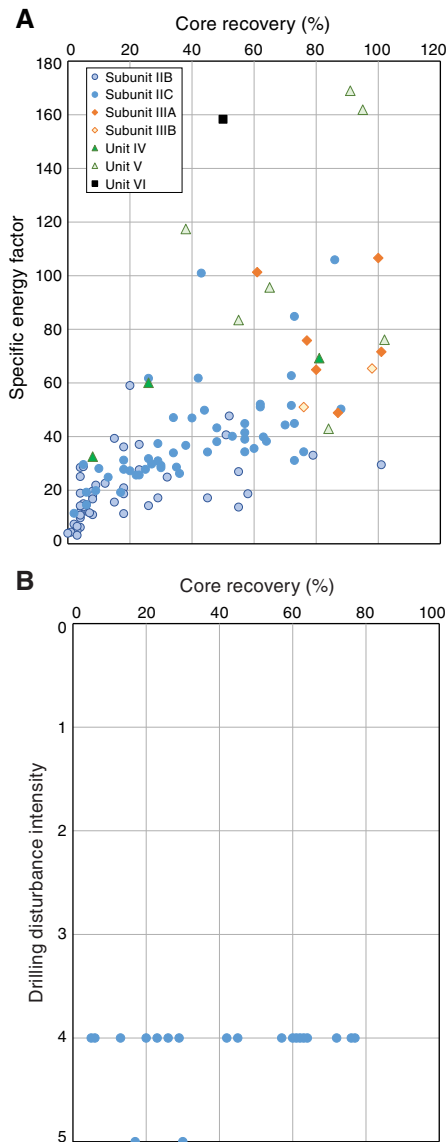 A
Core recovery (%)
0 20 40 60 80 100 120
180
160
140
120
100
80
60
40
20
0
Specific energy factor
Subunit IIB
Subunit IIC
Subunit IIIA
Subunit IIIB
Unit IV
Unit V
Unit VI
B
Core recovery (%)
0 20 40 60 80 100
0
1
2
3
4
5
Drilling disturbance intensity